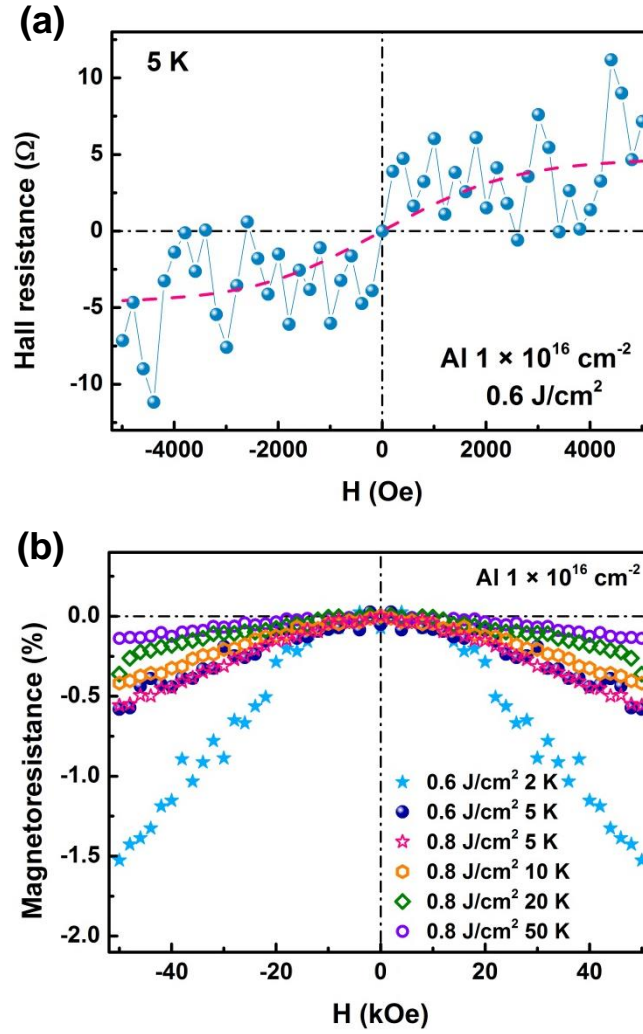 (a)
5 K
Hall resistance (Ω)
10
5
0
-5
-10
Al 1 × 10¹⁶ cm⁻²
0.6 J/cm²
-4000 -2000 0 2000 4000
H (Oe)
(b)
Al 1 × 10¹⁶ cm⁻²
Magnetoresistance (%)
0.0
-0.5
-1.0
-1.5
-2.0
0.6 J/cm² 2 K
0.6 J/cm² 5 K
0.8 J/cm² 5 K
0.8 J/cm² 10 K
0.8 J/cm² 20 K
0.8 J/cm² 50 K
-40 -20 0 20 40
H (kOe)